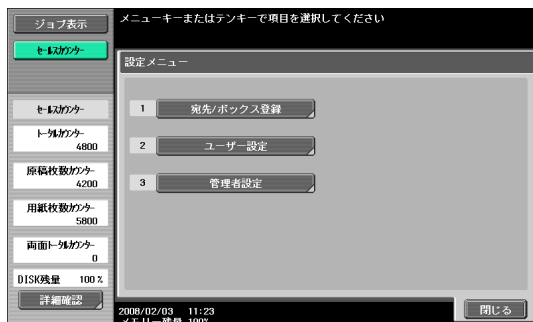 ジョブ表示
メニューキーまたはテンキーで項目を選択してください
セールスカウンター
設定メニュー
セールスカウンター
1 宛先/ボックス登録
トータルカウンター
4800
2 ユーザー設定
原稿枚数カウンター
4200
3 管理者設定
用紙枚数カウンター
5800
両面トータルカウンター
0
DISK残量 100%
詳細確認
2008/02/03 11:23
メモリー残量 100%
閉じる